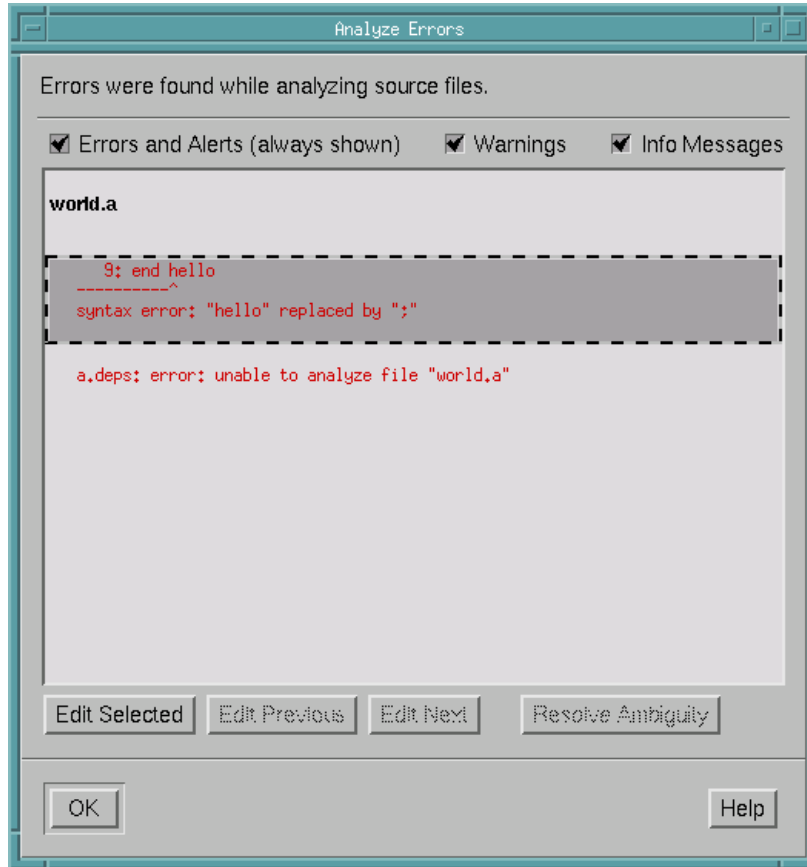 Analyze Errors
Errors were found while analyzing source files.
Errors and Alerts (always shown) Warnings Info Messages
world.a
9: end hello
----------^
syntax error: "hello" replaced by ";"
a.deps: error: unable to analyze file "world.a"
Edit Selected Edit Previous Edit Next Resolve Ambiguity
OK Help